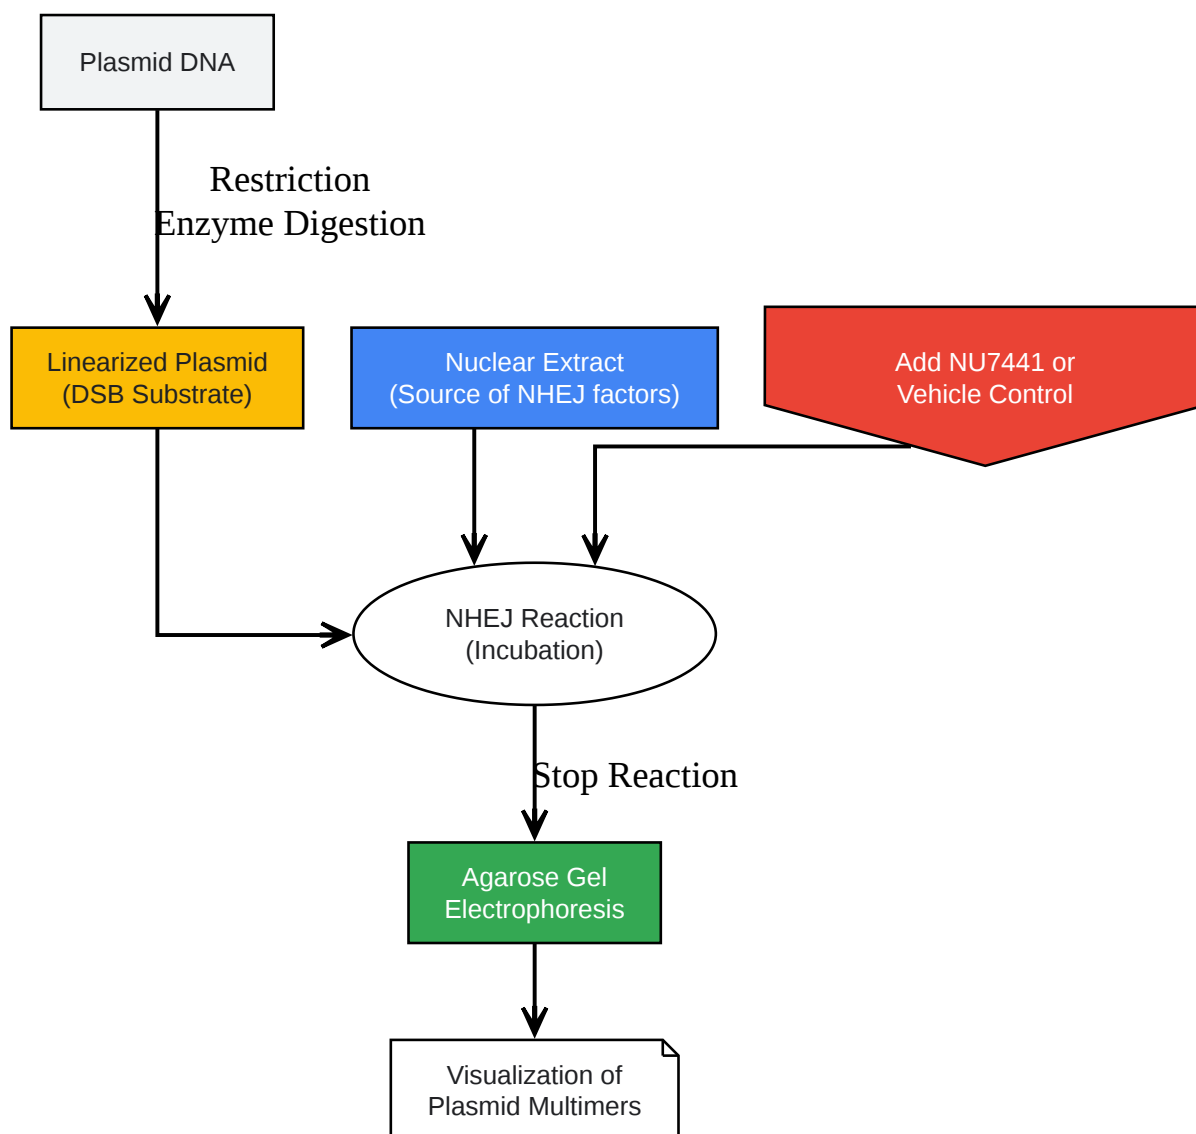 Plasmid DNA
Restriction
Enzyme Digestion
Linearized Plasmid
(DSB Substrate)
Nuclear Extract
(Source of NHEJ factors)
Add NU7441 or
Vehicle Control
NHEJ Reaction
(Incubation)
Stop Reaction
Agarose Gel
Electrophoresis
Visualization of
Plasmid Multimers